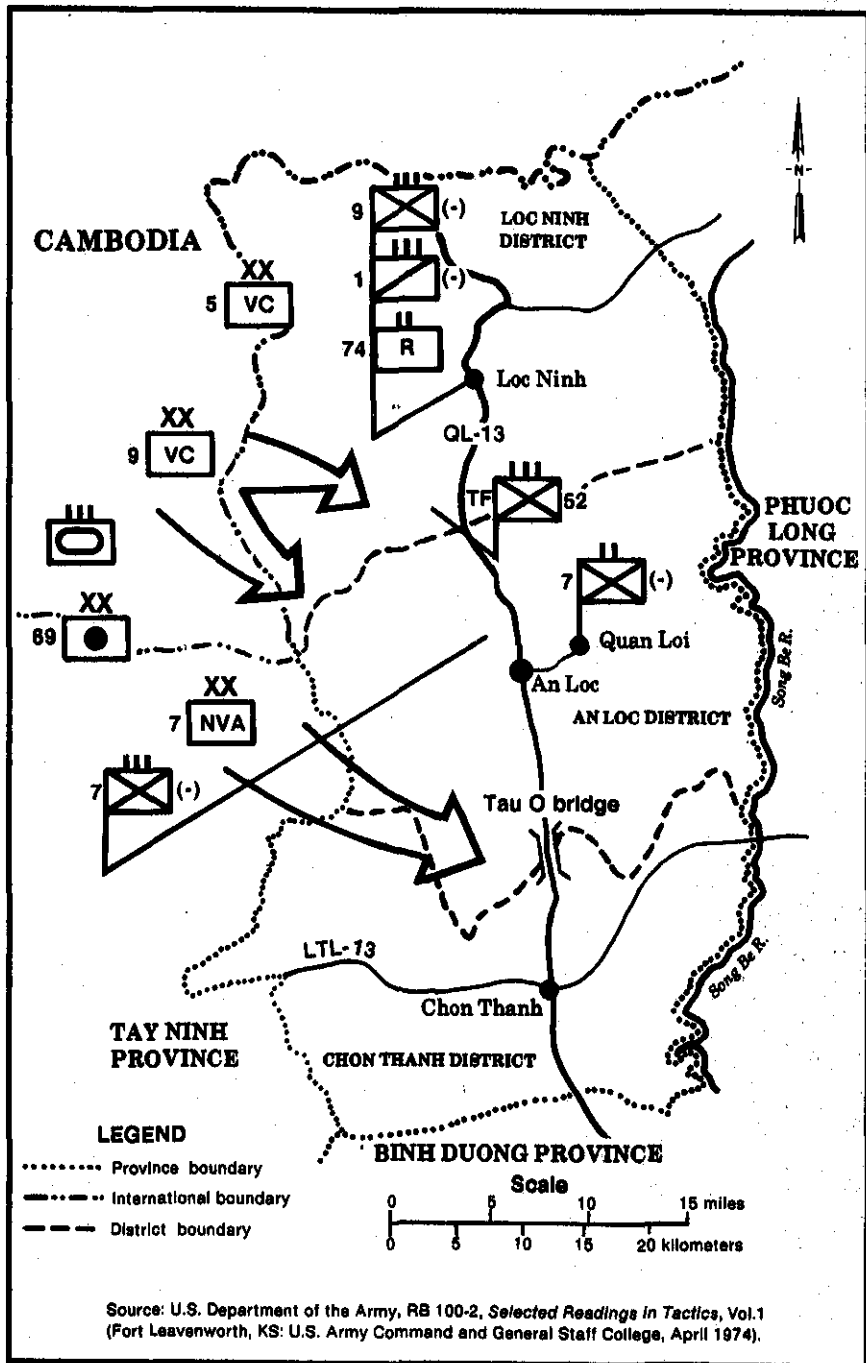 -N-
9 (-)
LOC NINH
DISTRICT
CAMBODIA
1 (-)
XX
5 VC
74 R
Loc Ninh
XX
9 VC
QL-13
TF 52
PHUOC
LONG
PROVINCE
7 (-)
XX
69
Quan Loi
An Loc
Song Be R.
XX
7 NVA
AN LOC DISTRICT
7 (-)
Tau O bridge
LTL-13
Song Be R.
Chon Thanh
TAY NINH
PROVINCE
CHON THANH DISTRICT
LEGEND
Province boundary
International boundary
District boundary
BINH DUONG PROVINCE
Scale
0 5 10 15 miles
0 5 10 15 20 kilometers
Source: U.S. Department of the Army, RB 100-2, Selected Readings in Tactics, Vol.1
(Fort Leavenworth, KS: U.S. Army Command and General Staff College, April 1974).